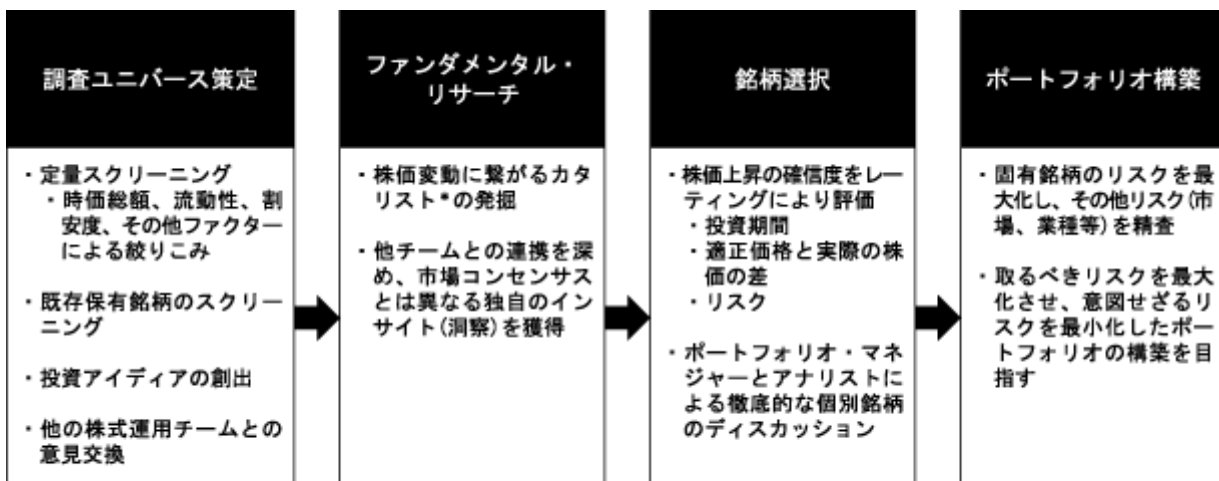 調査ユニバース策定
・定量スクリーニング
・時価総額、流動性、割
安度、その他ファクター
による絞りこみ
・既存保有銘柄のスクリー
ニング
・投資アイディアの創出
・他の株式運用チームとの
意見交換
ファンダメンタル・
リサーチ
・株価変動に繋がるカタ
リスト*の発掘
・他チームとの連携を深
め、市場コンセンサス
とは異なる独自のイン
サイト(洞察)を獲得
銘柄選択
・株価上昇の確信度をレー
ティングにより評価
・投資期間
・適正価格と実際の株
価の差
・リスク
・ポートフォリオ・マネ
ジャーとアナリストに
よる徹底的な個別銘柄
のディスカッション
ポートフォリオ構築
・固有銘柄のリスクを最
大化し、その他リスク(市
場、業種等)を精査
・取るべきリスクを最大
化させ、意図せざるリ
スクを最小化したポー
トフォリオの構築を目
指す